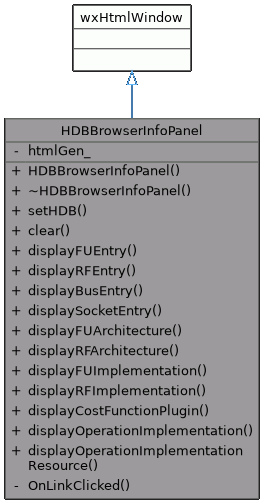 wxHtmlWindow
HDBBrowserInfoPanel
- htmlGen_
+ HDBBrowserInfoPanel()
+ ~HDBBrowserInfoPanel()
+ setHDB()
+ clear()
+ displayFUEntry()
+ displayRFEntry()
+ displayBusEntry()
+ displaySocketEntry()
+ displayFUArchitecture()
+ displayRFArchitecture()
+ displayFUImplementation()
+ displayRFImplementation()
+ displayCostFunctionPlugin()
+ displayOperationImplementation()
+ displayOperationImplementation
Resource()
- OnLinkClicked()